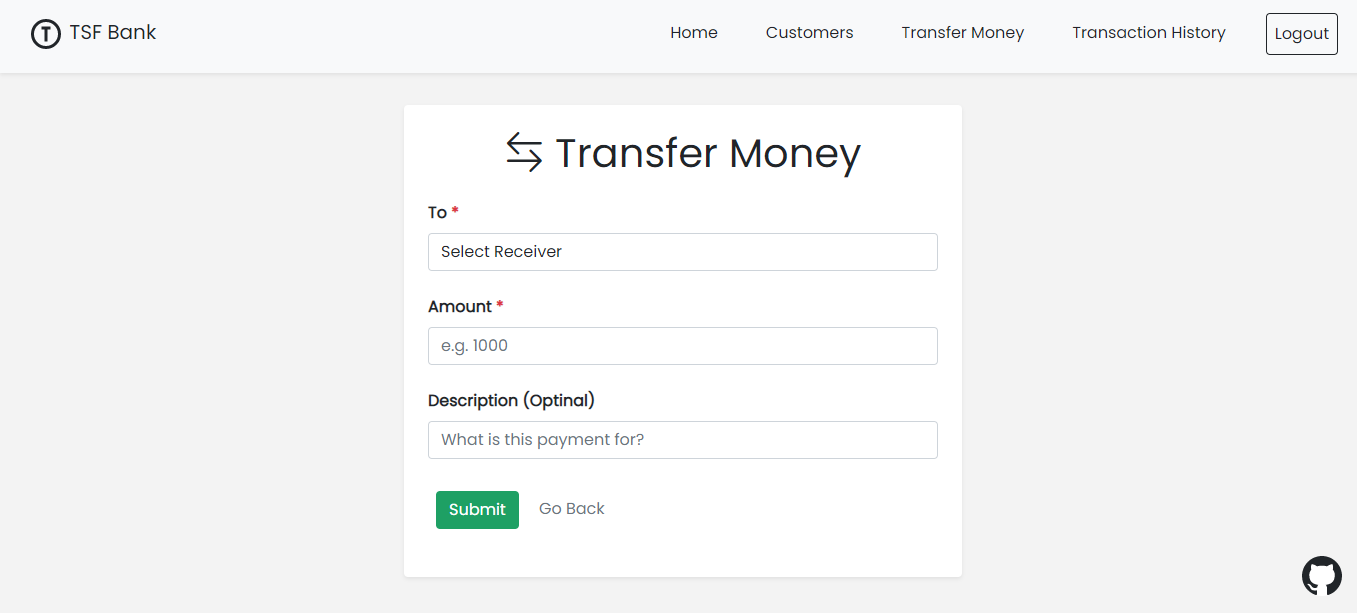 TSF Bank
Home Customers Transfer Money Transaction History Logout
Transfer Money
To *
Select Receiver
Amount *
e.g. 1000
Description (Optinal)
What is this payment for?
Submit Go Back